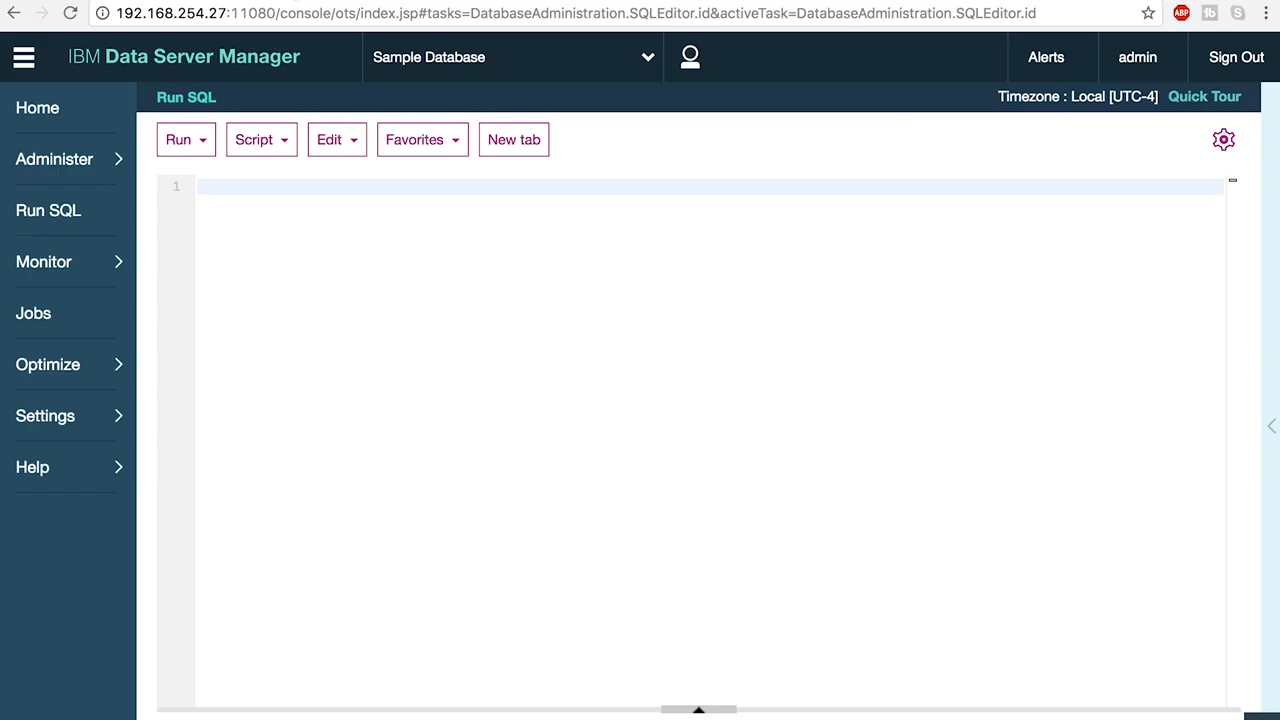 192.168.254.27:11080/console/ots/index.jsp#tasks=DatabaseAdministration.SQLEditor.id&activeTask=DatabaseAdministration.SQLEditor.id
ABP
tb
S
IBM Data Server Manager
Sample Database
Alerts
admin
Sign Out
Home
Administer
Run SQL
Monitor
Jobs
Optimize
Settings
Help
Run SQL
Timezone : Local [UTC-4]
Quick Tour
Run
Script
Edit
Favorites
New tab
1